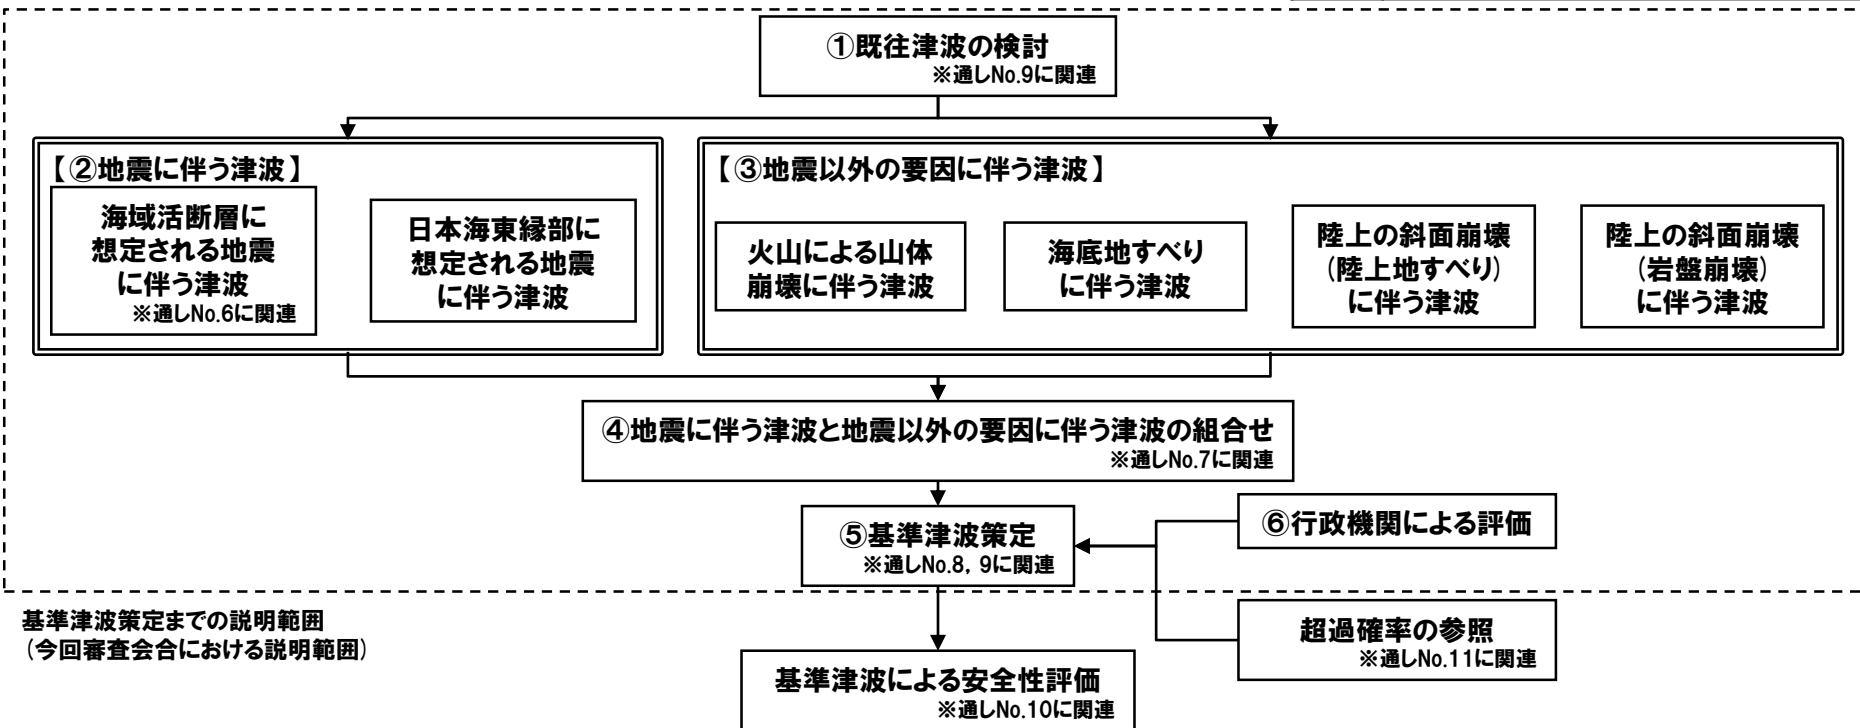 ①既往津波の検討
※通しNo.9に関連
【②地震に伴う津波】
海域活断層に
想定される地震
に伴う津波
※通しNo.6に関連
日本海東縁部に
想定される地震
に伴う津波
【③地震以外の要因に伴う津波】
火山による山体
崩壊に伴う津波
海底地すべり
に伴う津波
陸上の斜面崩壊
(陸上地すべり)
に伴う津波
陸上の斜面崩壊
(岩盤崩壊)
に伴う津波
④地震に伴う津波と地震以外の要因に伴う津波の組合せ
※通しNo.7に関連
⑤基準津波策定
※通しNo.8, 9に関連
⑥行政機関による評価
基準津波策定までの説明範囲
(今回審査会合における説明範囲)
超過確率の参照
※通しNo.11に関連
基準津波による安全性評価
※通しNo.10に関連